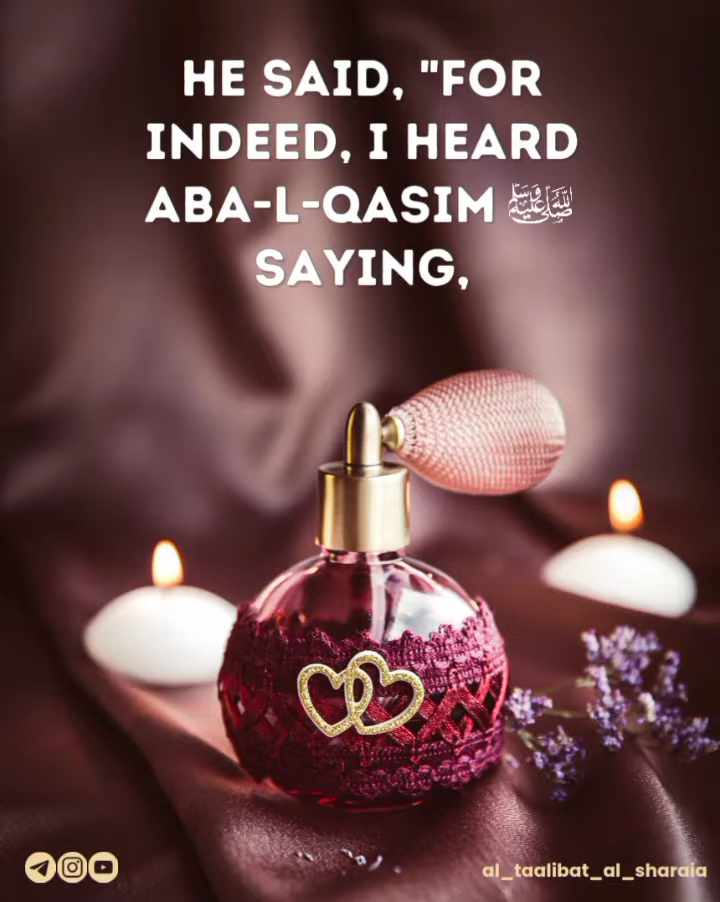 HE SAID, "FOR
INDEED, I HEARD
ABA-L-QASIM ﷺ
SAYING,
al_taalibat_al_sharaia